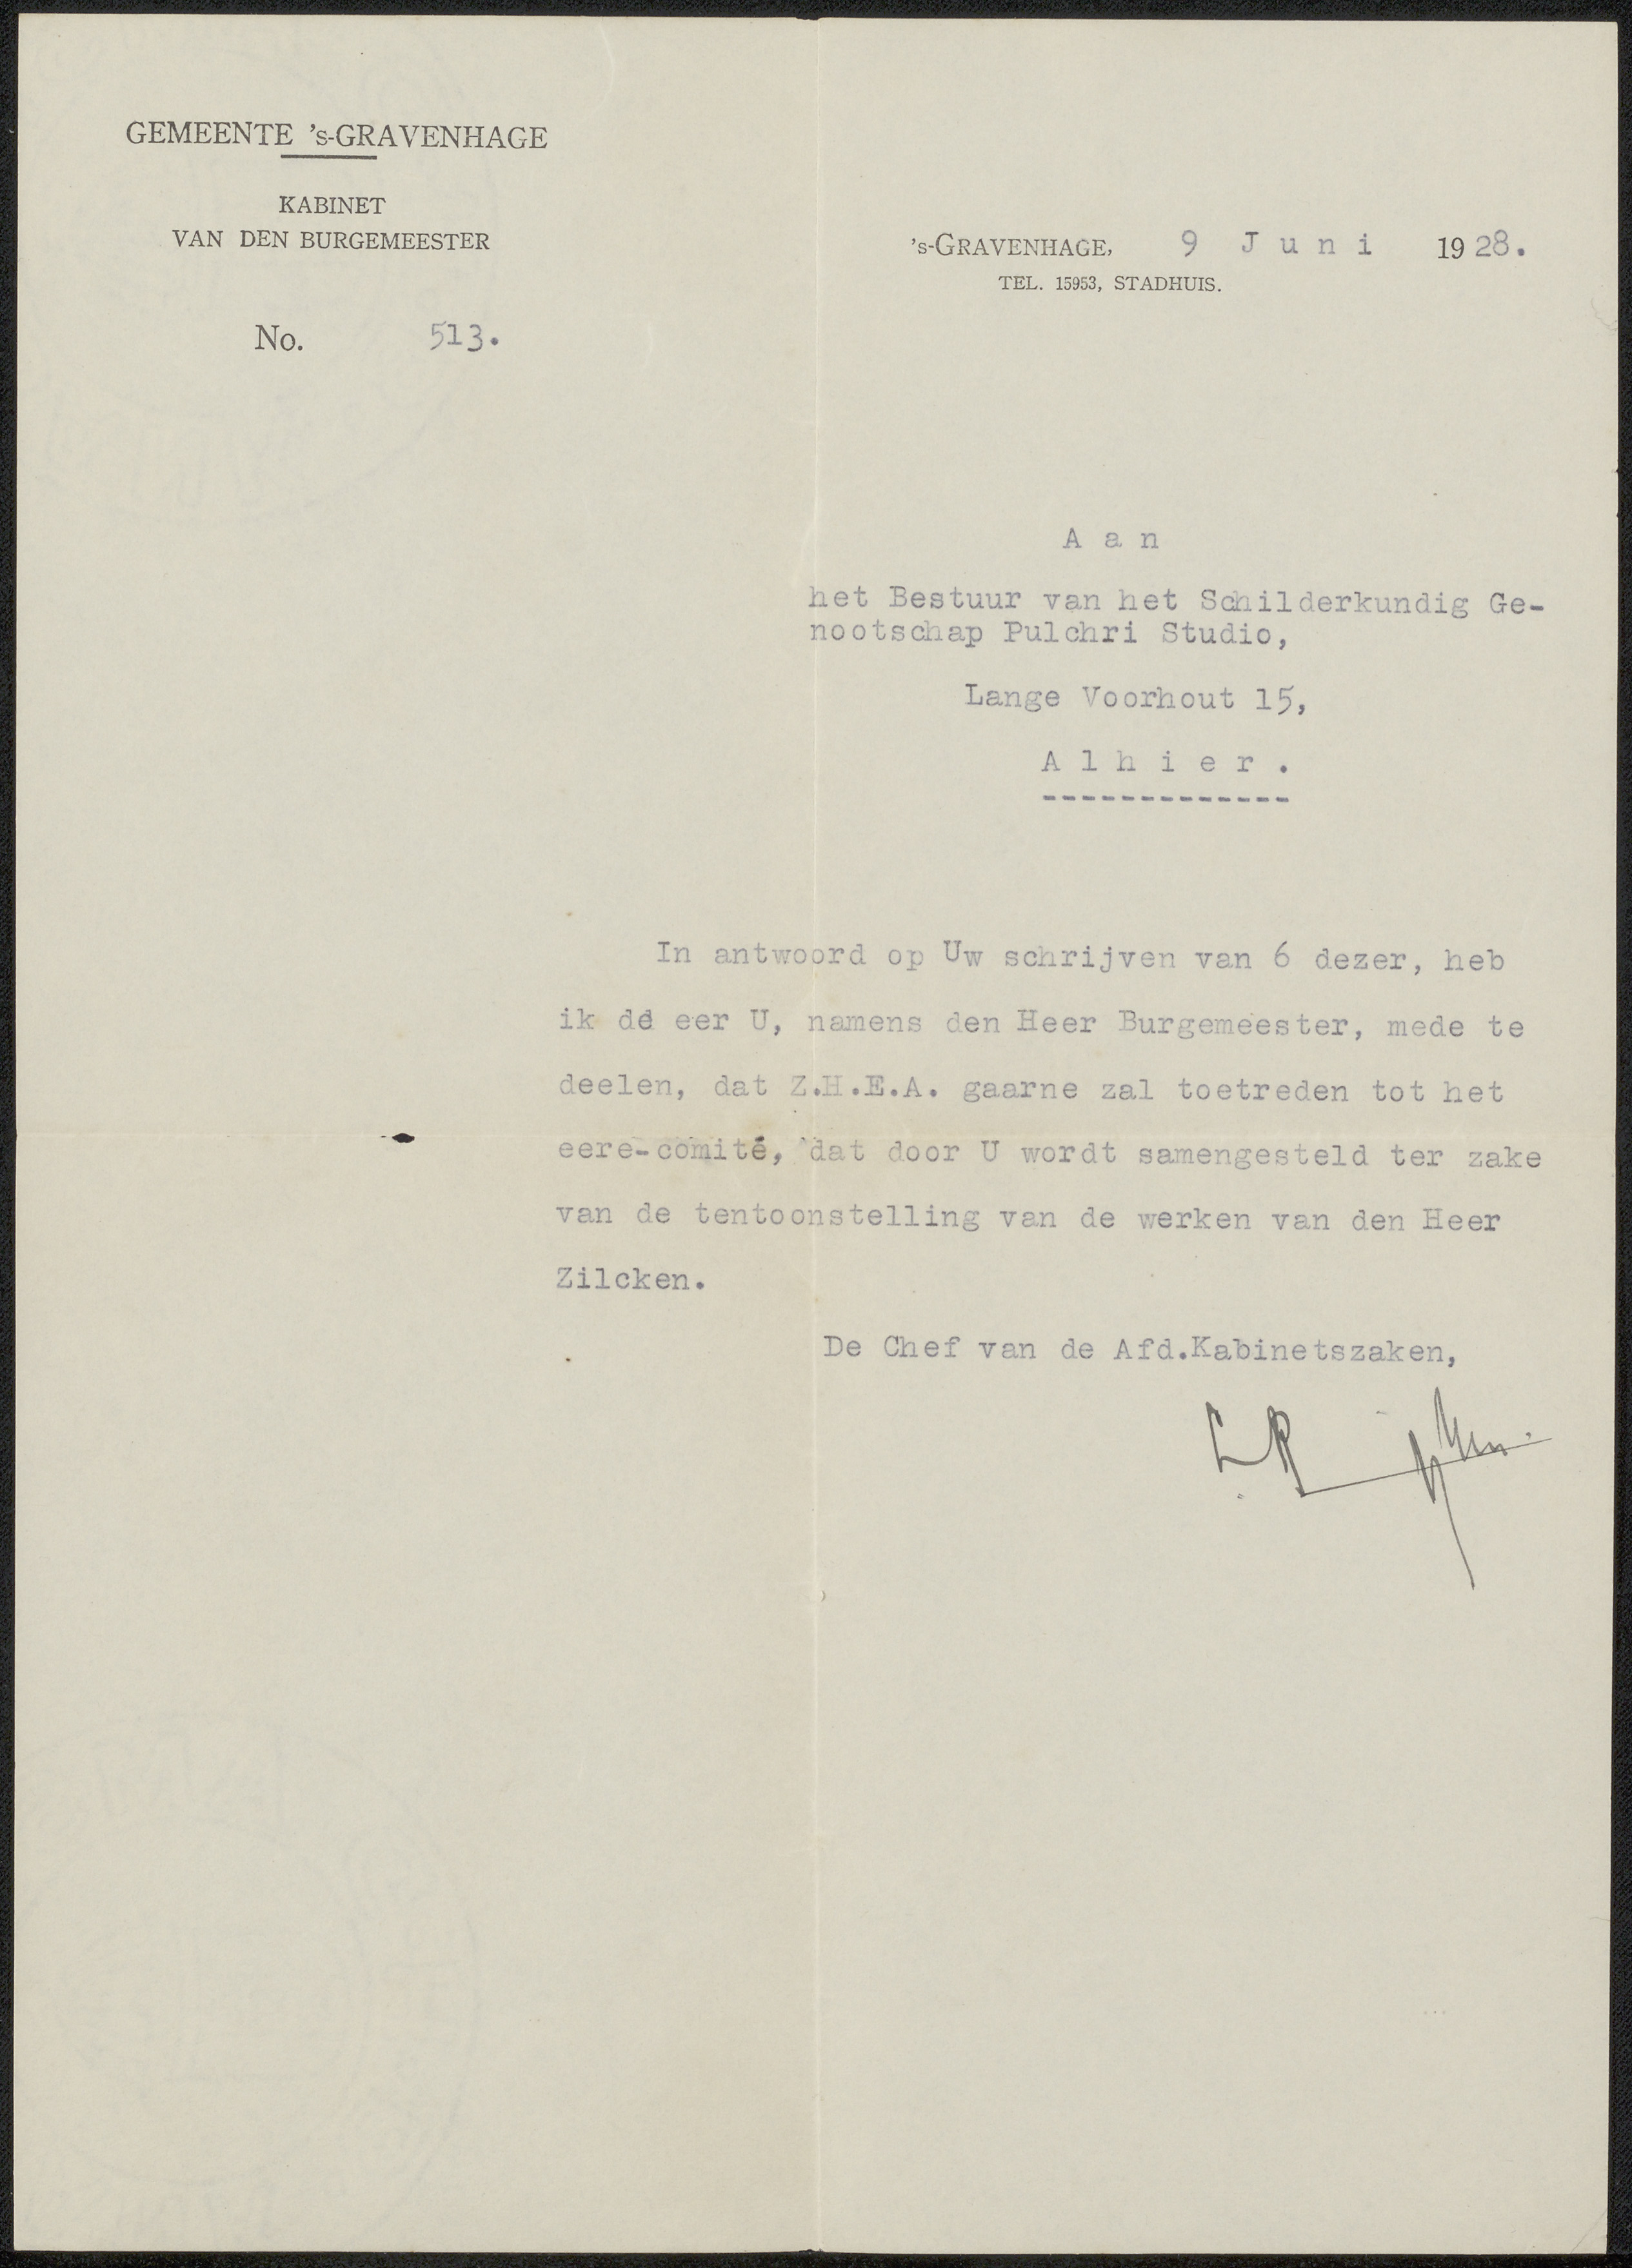 GEMEENTE 's-GRAVENHAGE
KABINET
VAN DEN BURGEMEESTER
No. 513.
's-GRAVENHAGE, 9 Juni 1928.
TEL. 15953, STADHUIS.
Aan
het Bestuur van het Schilderkundig Ge-
nootschap Pulchri Studio,
Lange Voorhout 15,
Alhier.
-------------
In antwoord op Uw schrijven van 6 dezer, heb
ik de eer U, namens den Heer Burgemeester, mede te
deelen, dat Z.H.E.A. gaarne zal toetreden tot het
eere-comité, dat door U wordt samengesteld ter zake
van de tentoonstelling van de werken van den Heer
Zilcken.
De Chef van de Afd.Kabinetszaken,